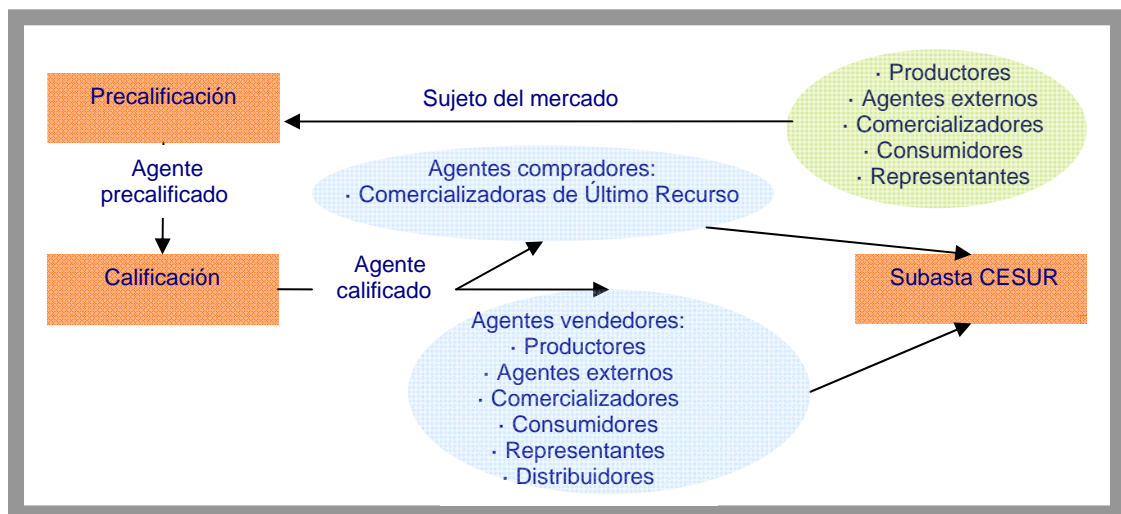 Precalificación
Sujeto del mercado
· Productores
· Agentes externos
· Comercializadores
· Consumidores
· Representantes
Agente
precalificado
Agentes compradores:
· Comercializadoras de Último Recurso
Calificación
Agente
calificado
Subasta CESUR
Agentes vendedores:
· Productores
· Agentes externos
· Comercializadores
· Consumidores
· Representantes
· Distribuidores